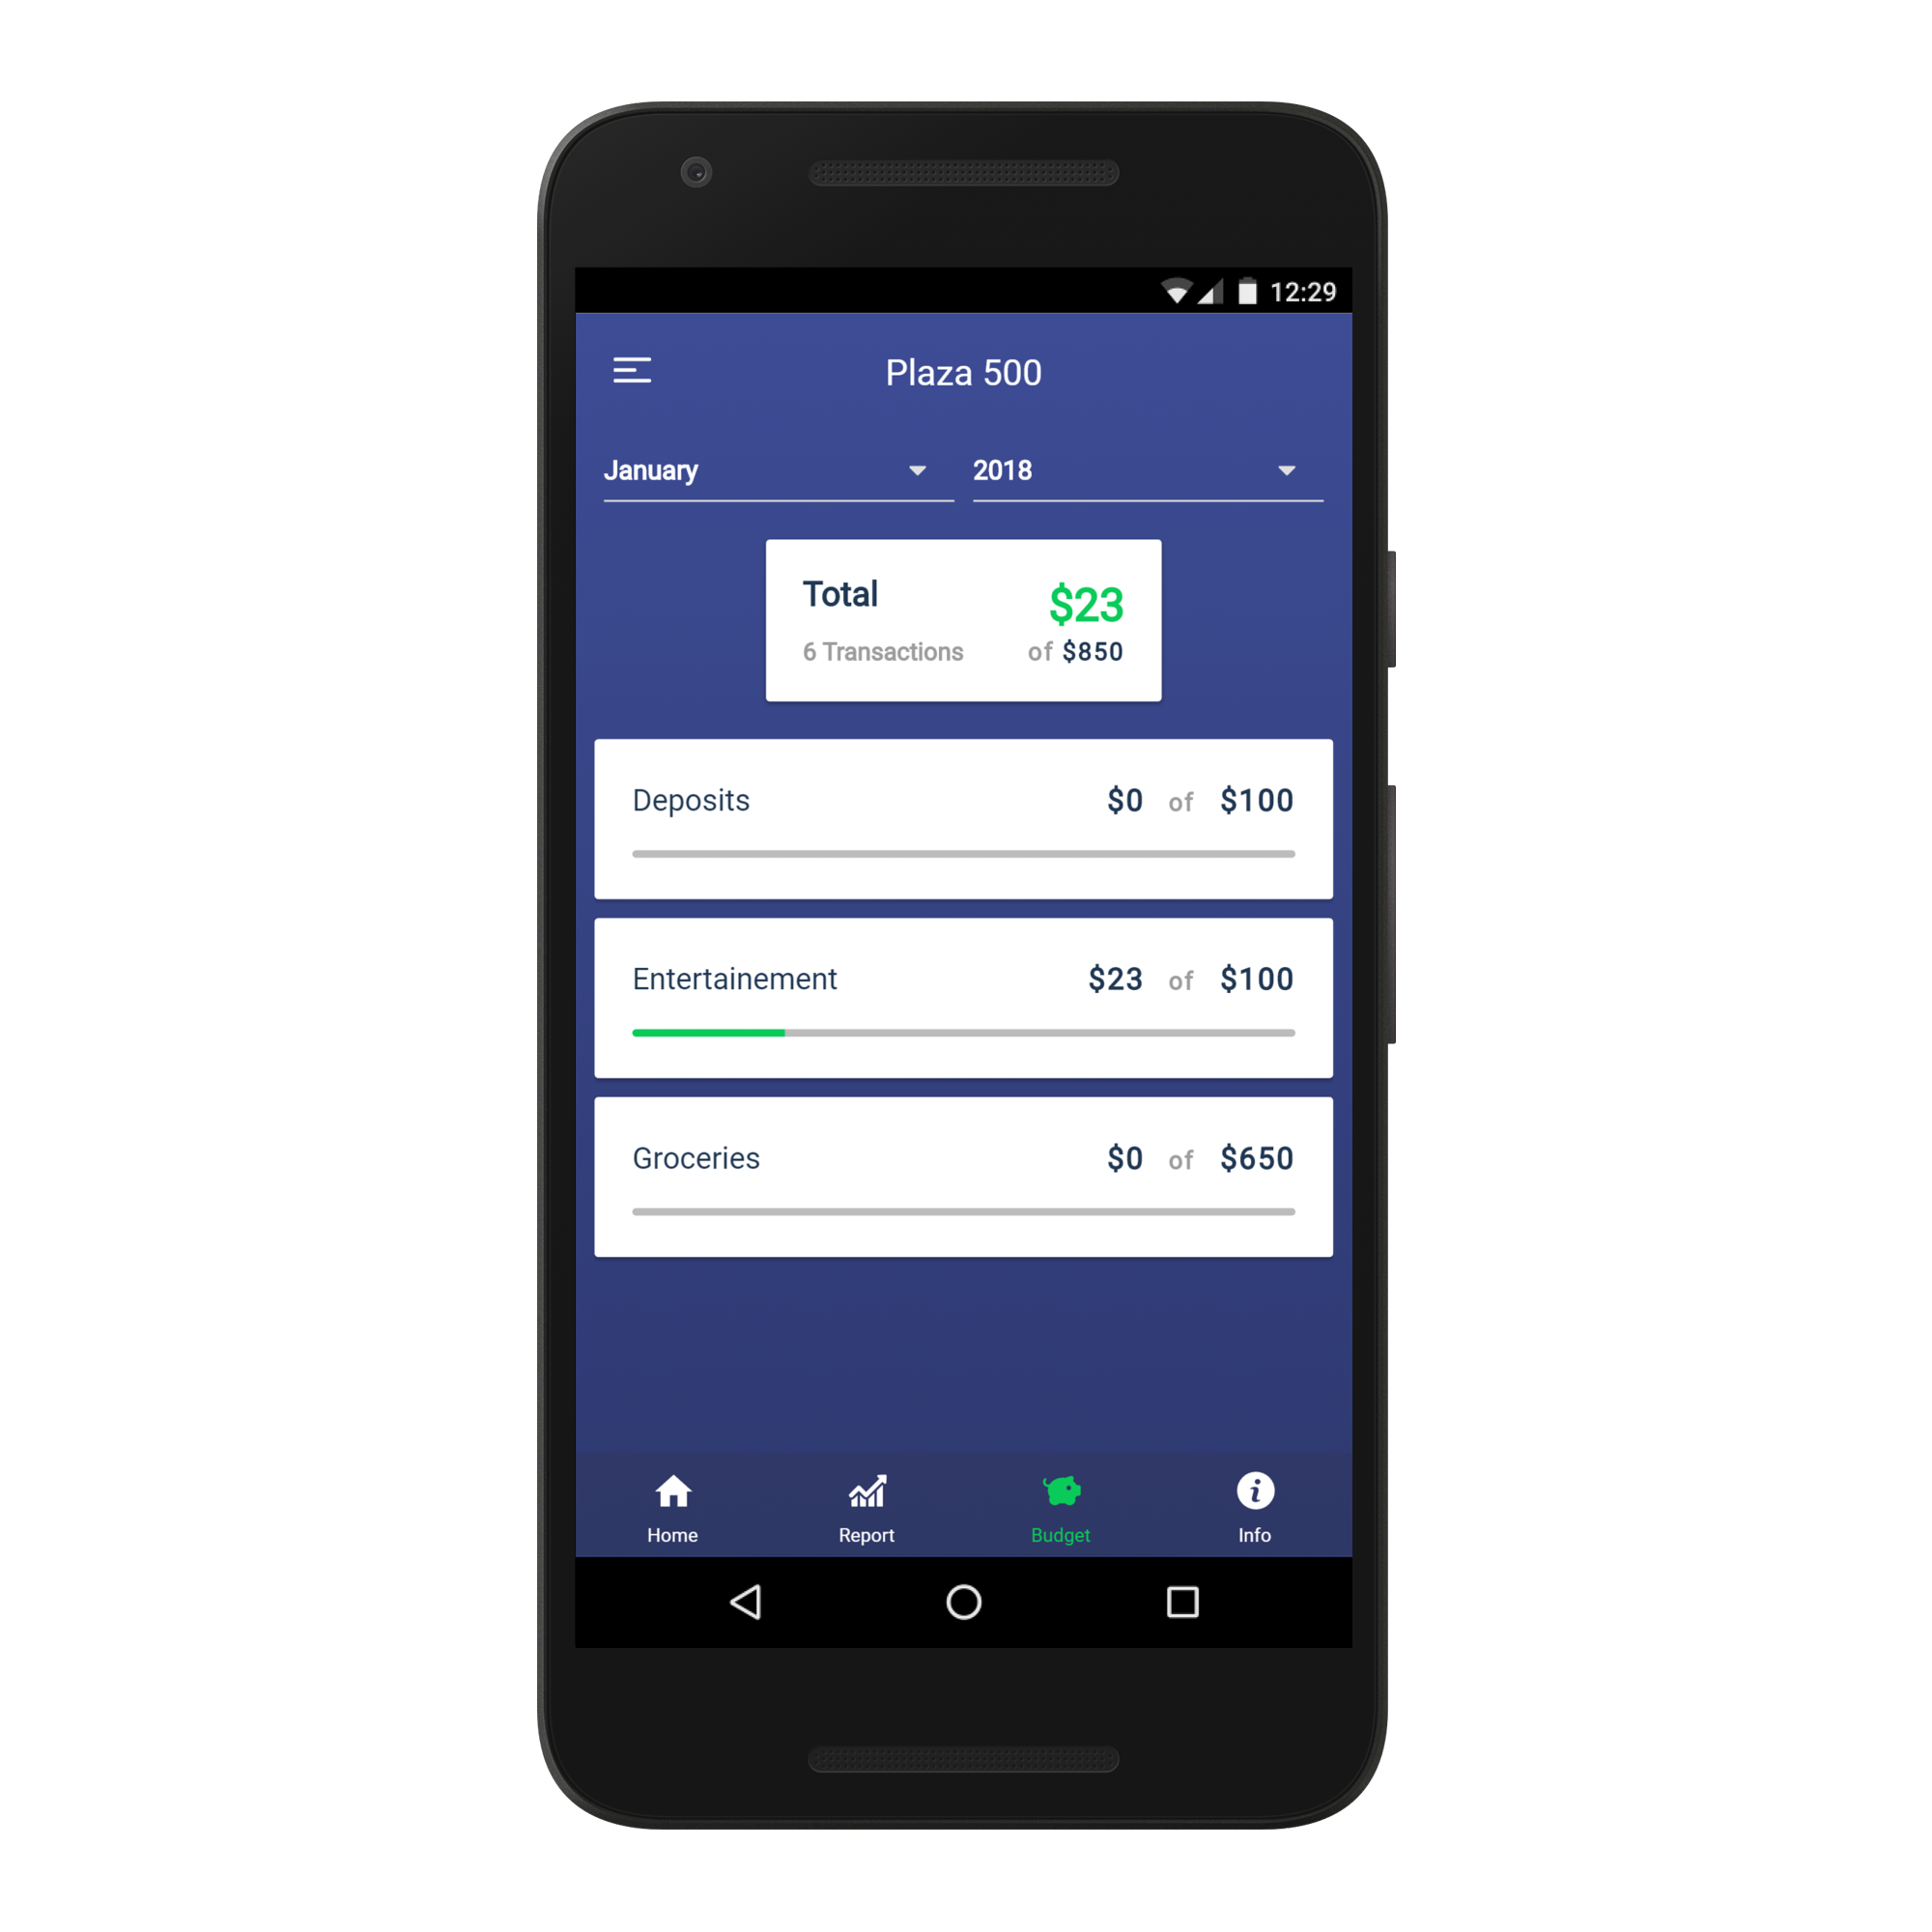 12:29
Plaza 500
January 2018
Total $23
6 Transactions of $850
Deposits $0 of $100
Entertainement $23 of $100
Groceries $0 of $650
Home Report Budget Info